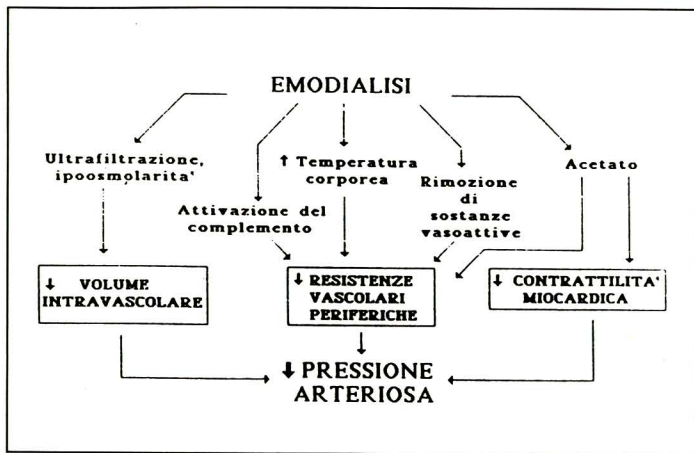 EMODIALISI
Ultrafiltrazione,
ipoosmolarita'
Attivazione del
complemento
↑ Temperatura
corporea
Rimozione
di
sostanze
vasoattive
Acetato
↓ VOLUME
INTRAVASCOLARE
↓ RESISTENZE
VASCOLARI
PERIFERICHE
↓ CONTRATTILITA'
MIOCARDICA
↓ PRESSIONE
ARTERIOSA